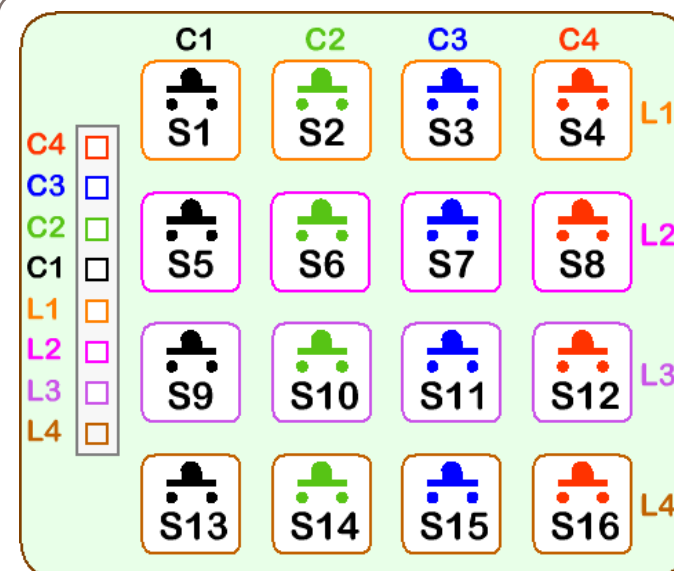 C1 C2 C3 C4
S1 S2 S3 S4 L1
C4
C3
C2
C1
L1
L2
L3
L4
S5 S6 S7 S8 L2
S9 S10 S11 S12 L3
S13 S14 S15 S16 L4